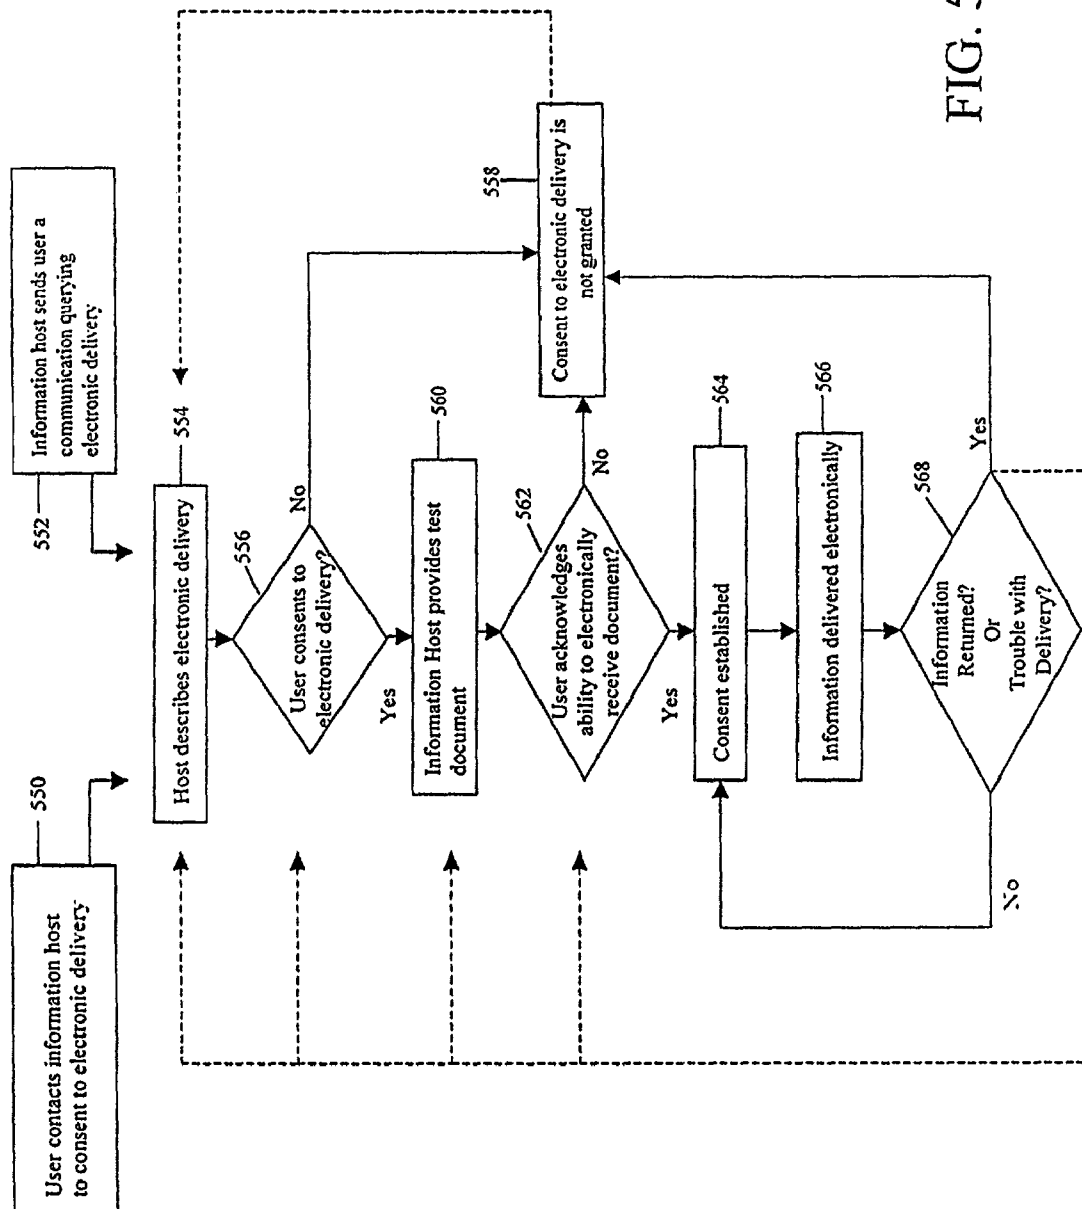 550
User contacts information host
to consent to electronic delivery
552
Information host sends user a
communication querying
electronic delivery
554
Host describes electronic delivery
556
User consents to
electronic delivery?
No
Yes
558
Consent to electronic delivery is
not granted
560
Information Host provides test
document
562
User acknowledges
ability to electronically
receive document?
No
Yes
564
Consent established
566
Information delivered electronically
568
Information
Returned?
Or
Trouble with
Delivery?
Yes
No
FIG.